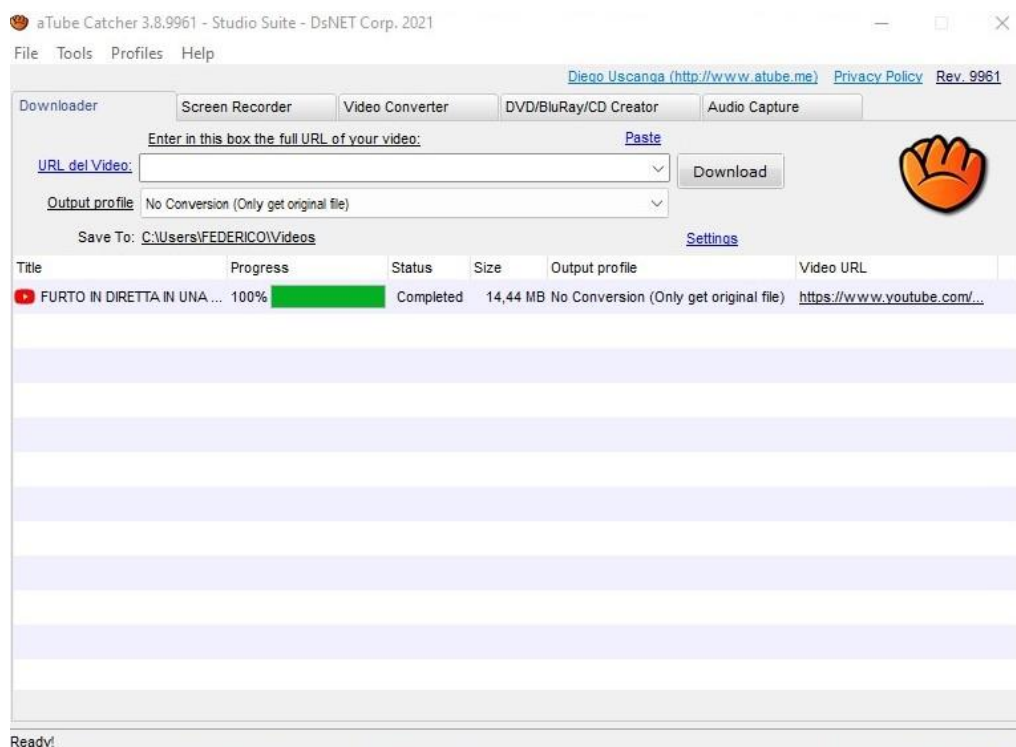 aTube Catcher 3.8.9961 - Studio Suite - DsNET Corp. 2021
File Tools Profiles Help
Diego Uscanga (http://www.atube.me) Privacy Policy Rev. 9961
Downloader Screen Recorder Video Converter DVD/BluRay/CD Creator Audio Capture
Enter in this box the full URL of your video: Paste
URL del Video: Download
Output profile No Conversion (Only get original file)
Save To: C:\Users\FEDERICO\Videos Settings
Title Progress Status Size Output profile Video URL
FURTO IN DIRETTA IN UNA ... 100% Completed 14,44 MB No Conversion (Only get original file) https://www.youtube.com/...
Ready!